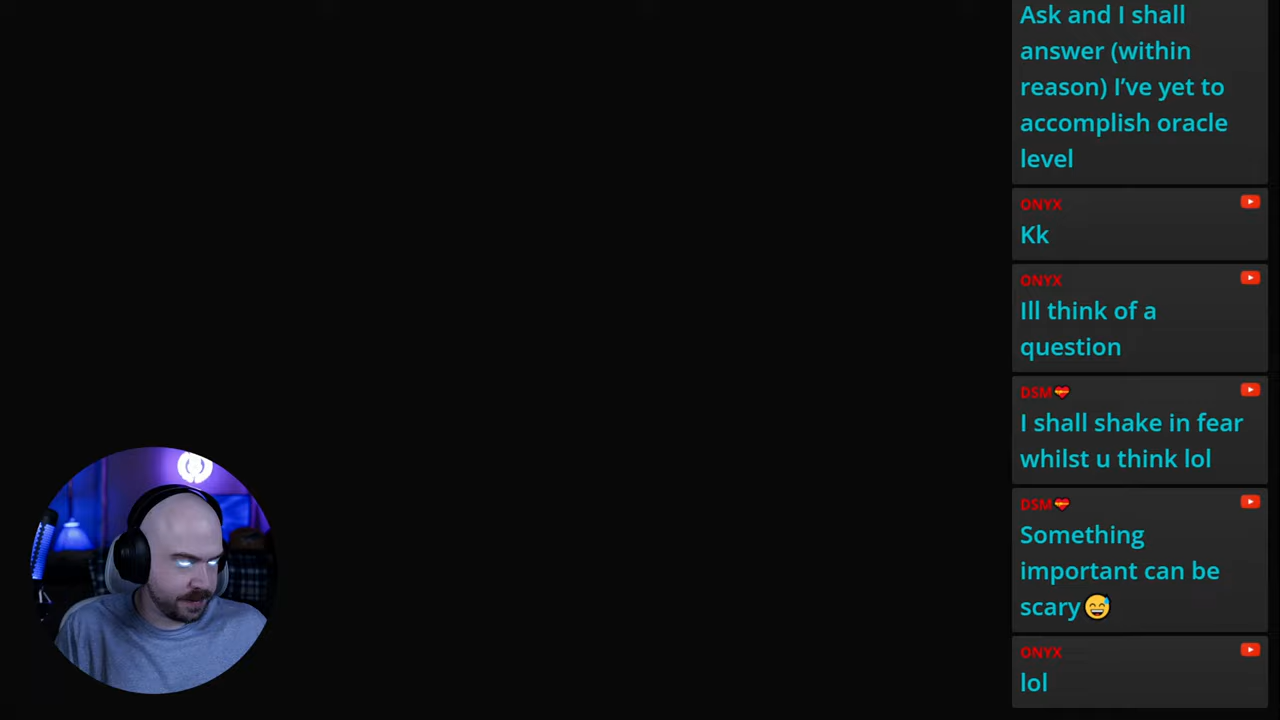 Ask and I shall
answer (within
reason) I’ve yet to
accomplish oracle
level
ONYX
Kk
ONYX
Ill think of a
question
DSM💝
I shall shake in fear
whilst u think lol
DSM💝
Something
important can be
scary😅
ONYX
lol